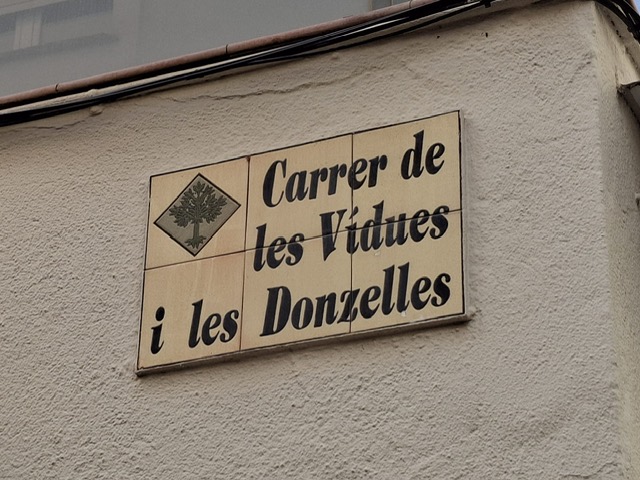 Carrer de
les Vídues
i les Donzelles